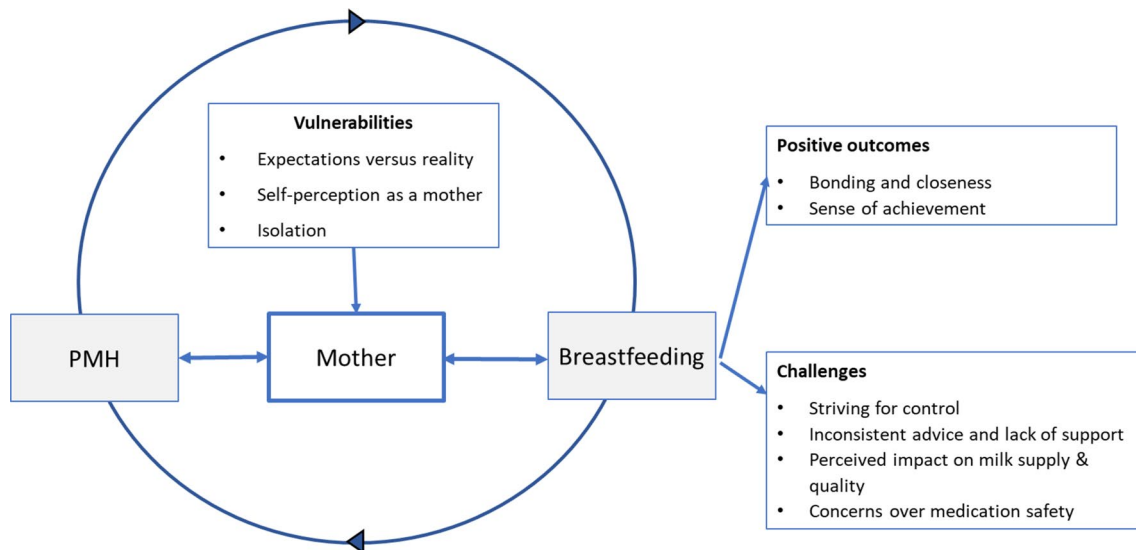 Vulnerabilities
• Expectations versus reality
• Self-perception as a mother
• Isolation
PMH
Mother
Breastfeeding
Positive outcomes
• Bonding and closeness
• Sense of achievement
Challenges
• Striving for control
• Inconsistent advice and lack of support
• Perceived impact on milk supply &
quality
• Concerns over medication safety